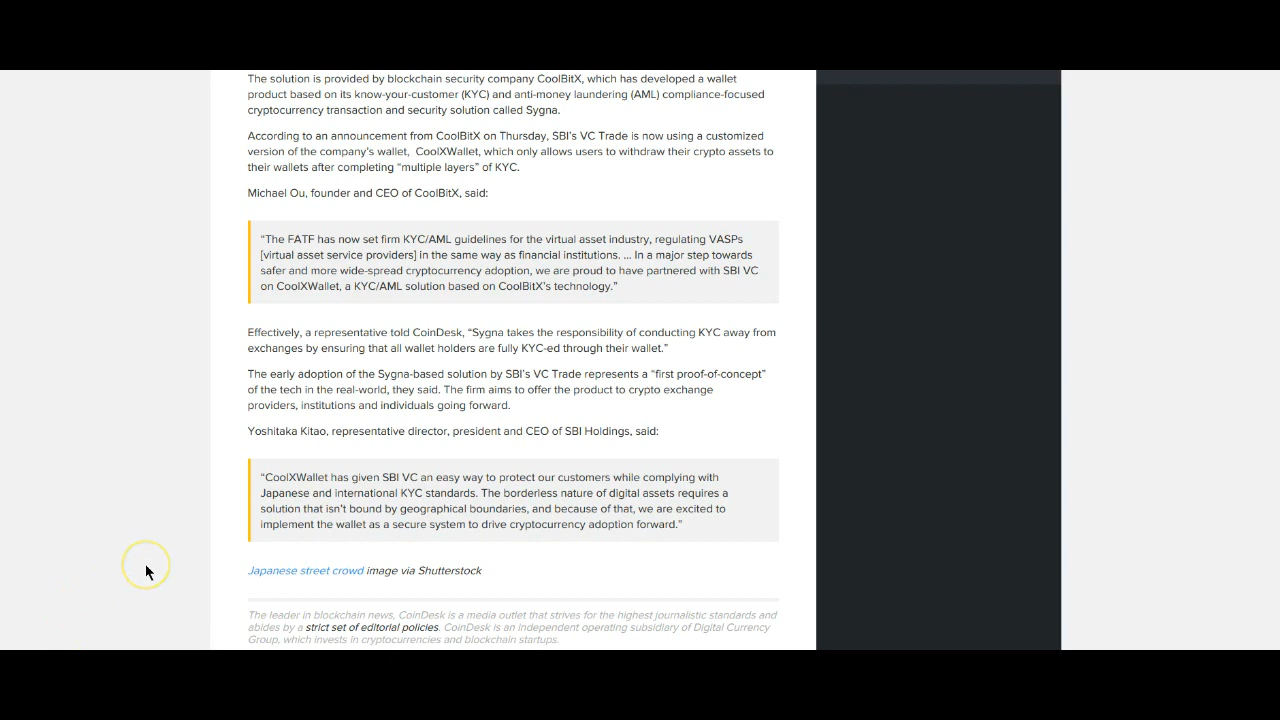 The solution is provided by blockchain security company CoolBitX, which has developed a wallet
product based on its know-your-customer (KYC) and anti-money laundering (AML) compliance-focused
cryptocurrency transaction and security solution called Sygna.
According to an announcement from CoolBitX on Thursday, SBI’s VC Trade is now using a customized
version of the company’s wallet, CoolXWallet, which only allows users to withdraw their crypto assets to
their wallets after completing “multiple layers” of KYC.
Michael Ou, founder and CEO of CoolBitX, said:
“The FATF has now set firm KYC/AML guidelines for the virtual asset industry, regulating VASPs
[virtual asset service providers] in the same way as financial institutions. ... In a major step towards
safer and more wide-spread cryptocurrency adoption, we are proud to have partnered with SBI VC
on CoolXWallet, a KYC/AML solution based on CoolBitX’s technology.”
Effectively, a representative told CoinDesk, “Sygna takes the responsibility of conducting KYC away from
exchanges by ensuring that all wallet holders are fully KYC-ed through their wallet.”
The early adoption of the Sygna-based solution by SBI’s VC Trade represents a “first proof-of-concept”
of the tech in the real-world, they said. The firm aims to offer the product to crypto exchange
providers, institutions and individuals going forward.
Yoshitaka Kitao, representative director, president and CEO of SBI Holdings, said:
“CoolXWallet has given SBI VC an easy way to protect our customers while complying with
Japanese and international KYC standards. The borderless nature of digital assets requires a
solution that isn’t bound by geographical boundaries, and because of that, we are excited to
implement the wallet as a secure system to drive cryptocurrency adoption forward.”
Japanese street crowd image via Shutterstock
The leader in blockchain news, CoinDesk is a media outlet that strives for the highest journalistic standards and
abides by a strict set of editorial policies. CoinDesk is an independent operating subsidiary of Digital Currency
Group, which invests in cryptocurrencies and blockchain startups.